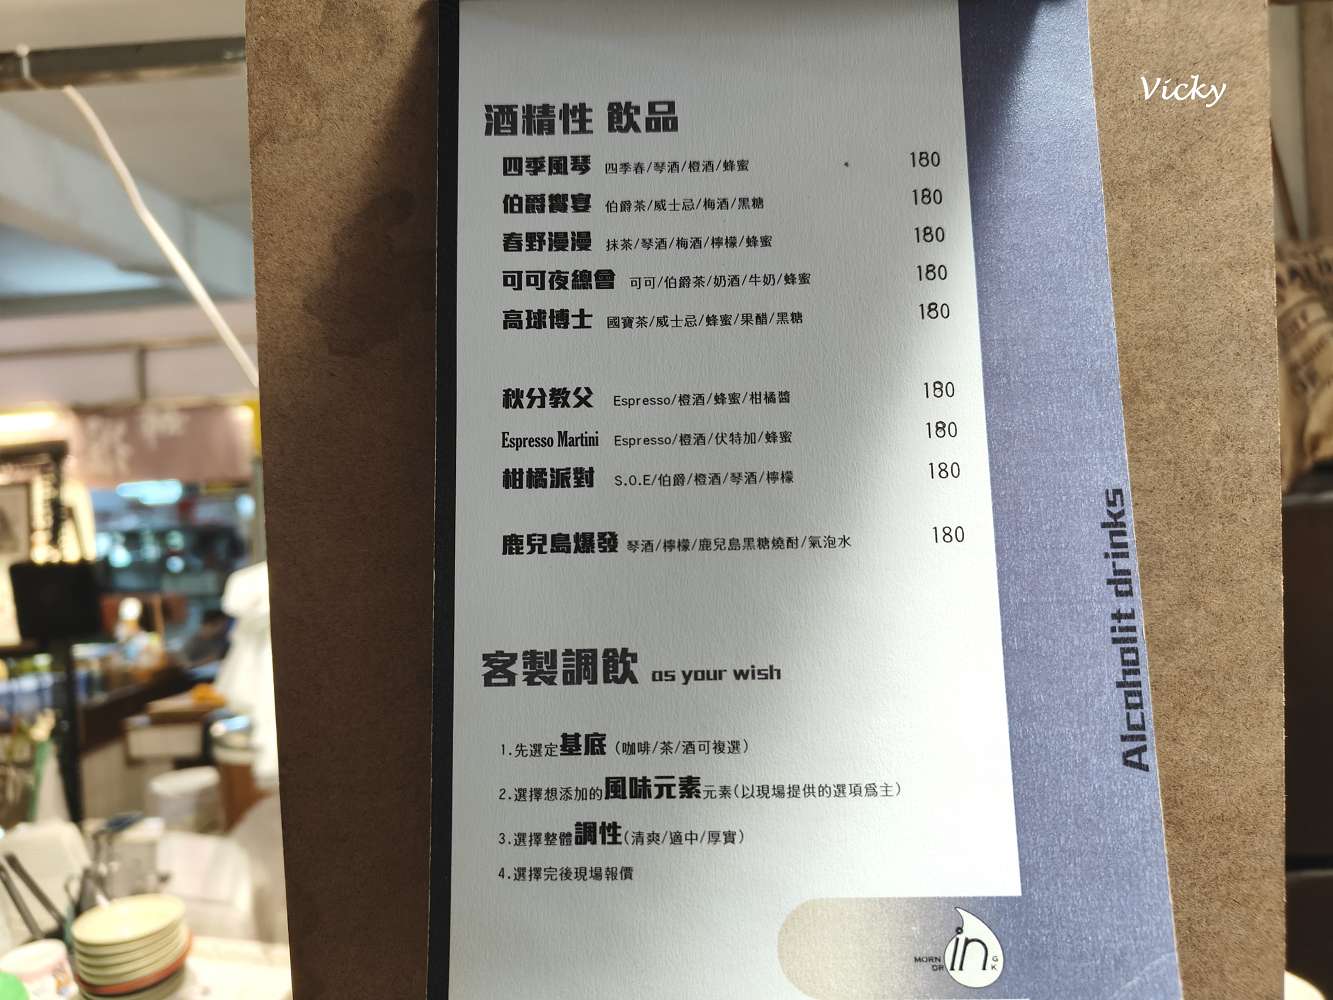 Vicky
酒精性 飲品
四季風琴 四季春/琴酒/橙酒/蜂蜜 180
伯爵饗宴 伯爵茶/威士忌/梅酒/黑糖 180
春野漫漫 抹茶/琴酒/梅酒/檸檬/蜂蜜 180
可可夜總會 可可/伯爵茶/奶酒/牛奶/蜂蜜 180
高球博士 國寶茶/威士忌/蜂蜜/果醋/黑糖 180
秋分教父 Espresso/橙酒/蜂蜜/柑橘醬 180
Espresso Martini Espresso/橙酒/伏特加/蜂蜜 180
柑橘派對 S.O.E/伯爵/橙酒/琴酒/檸檬 180
鹿兒島爆發 琴酒/檸檬/鹿兒島黑糖燒酎/氣泡水 180
客製調飲 as your wish
1.先選定基底(咖啡/茶/酒可複選)
2.選擇想添加的風味元素元素(以現場提供的選項爲主)
3.選擇整體調性(清爽/適中/厚實)
4.選擇完後現場報價
Alcoholit drinks
MORN in G
DR K